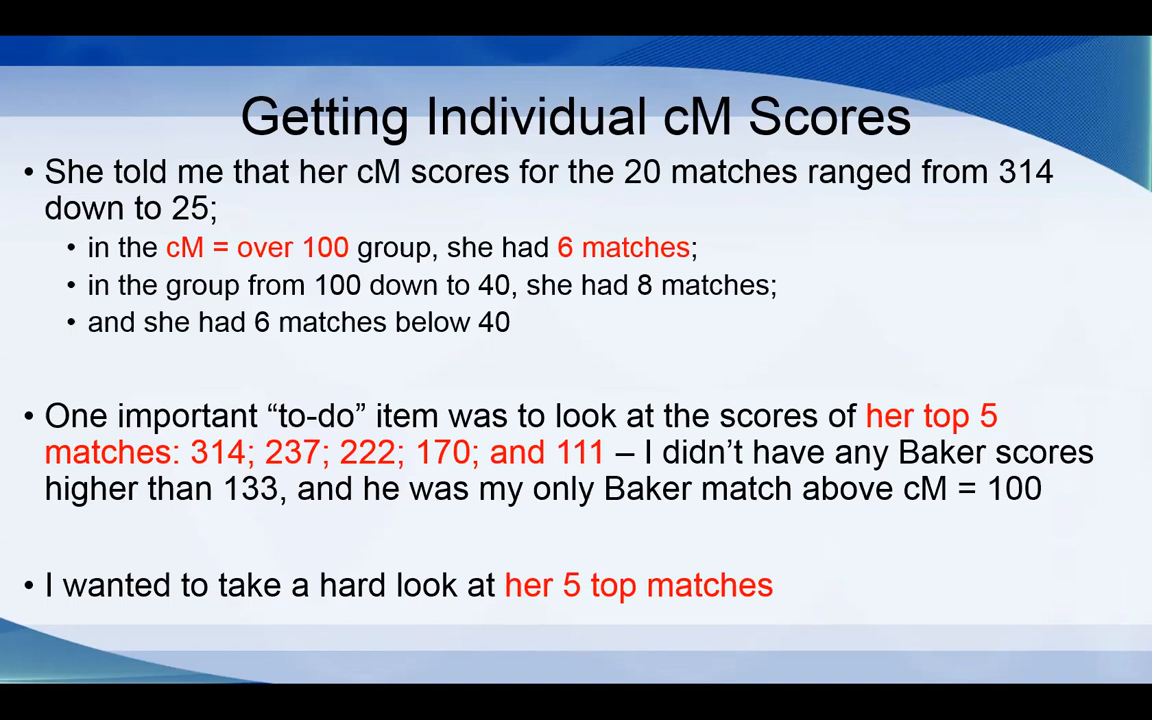 Getting Individual cM Scores
• She told me that her cM scores for the 20 matches ranged from 314
down to 25;
• in the cM = over 100 group, she had 6 matches;
• in the group from 100 down to 40, she had 8 matches;
• and she had 6 matches below 40
• One important “to-do” item was to look at the scores of her top 5
matches: 314; 237; 222; 170; and 111 – I didn’t have any Baker scores
higher than 133, and he was my only Baker match above cM = 100
• I wanted to take a hard look at her 5 top matches